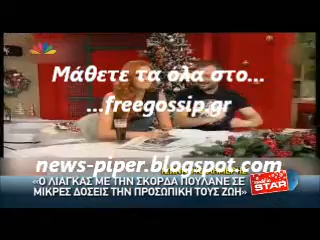 Μάθετε τα ολα στο...
...freegossip.gr
news-piper.blogspot.com
«Ο ΛΙΑΓΚΑΣ ΜΕ ΤΗΝ ΣΚΟΡΔΑ ΠΟΥΛΑΝΕ ΣΕ
ΜΙΚΡΕΣ ΔΟΣΕΙΣ ΤΗΝ ΠΡΟΣΩΠΙΚΗ ΤΟΥΣ ΖΩΗ»
STAR